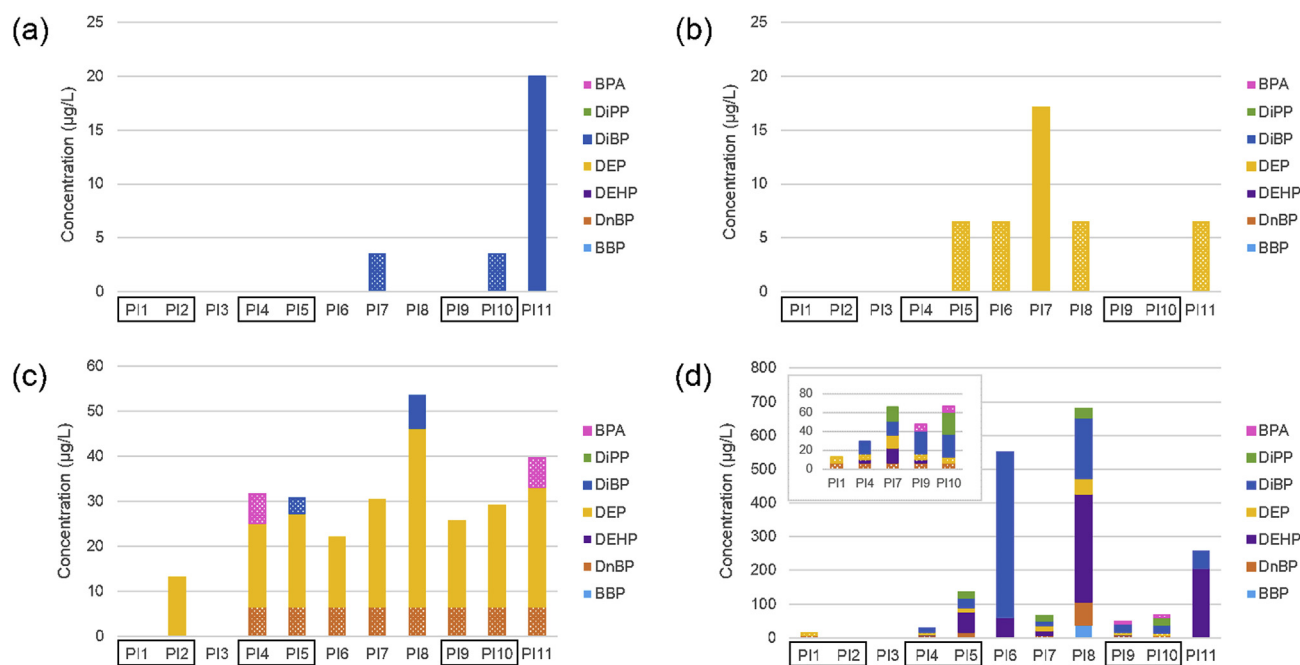 (a)
Concentration (µg/L)
25
20
15
10
5
0
PI1 PI2 PI3 PI4 PI5 PI6 PI7 PI8 PI9 PI10 PI11
BPA
DiPP
DiBP
DEP
DEHP
DnBP
BBP
(b)
Concentration (µg/L)
25
20
15
10
5
0
PI1 PI2 PI3 PI4 PI5 PI6 PI7 PI8 PI9 PI10 PI11
BPA
DiPP
DiBP
DEP
DEHP
DnBP
BBP
(c)
Concentration (µg/L)
60
50
40
30
20
10
0
PI1 PI2 PI3 PI4 PI5 PI6 PI7 PI8 PI9 PI10 PI11
BPA
DiPP
DiBP
DEP
DEHP
DnBP
BBP
(d)
Concentration (µg/L)
800
700
600
500
400
300
200
100
0
80
60
40
20
0
PI1 PI4 PI7 PI9 PI10
PI1 PI2 PI3 PI4 PI5 PI6 PI7 PI8 PI9 PI10 PI11
BPA
DiPP
DiBP
DEP
DEHP
DnBP
BBP